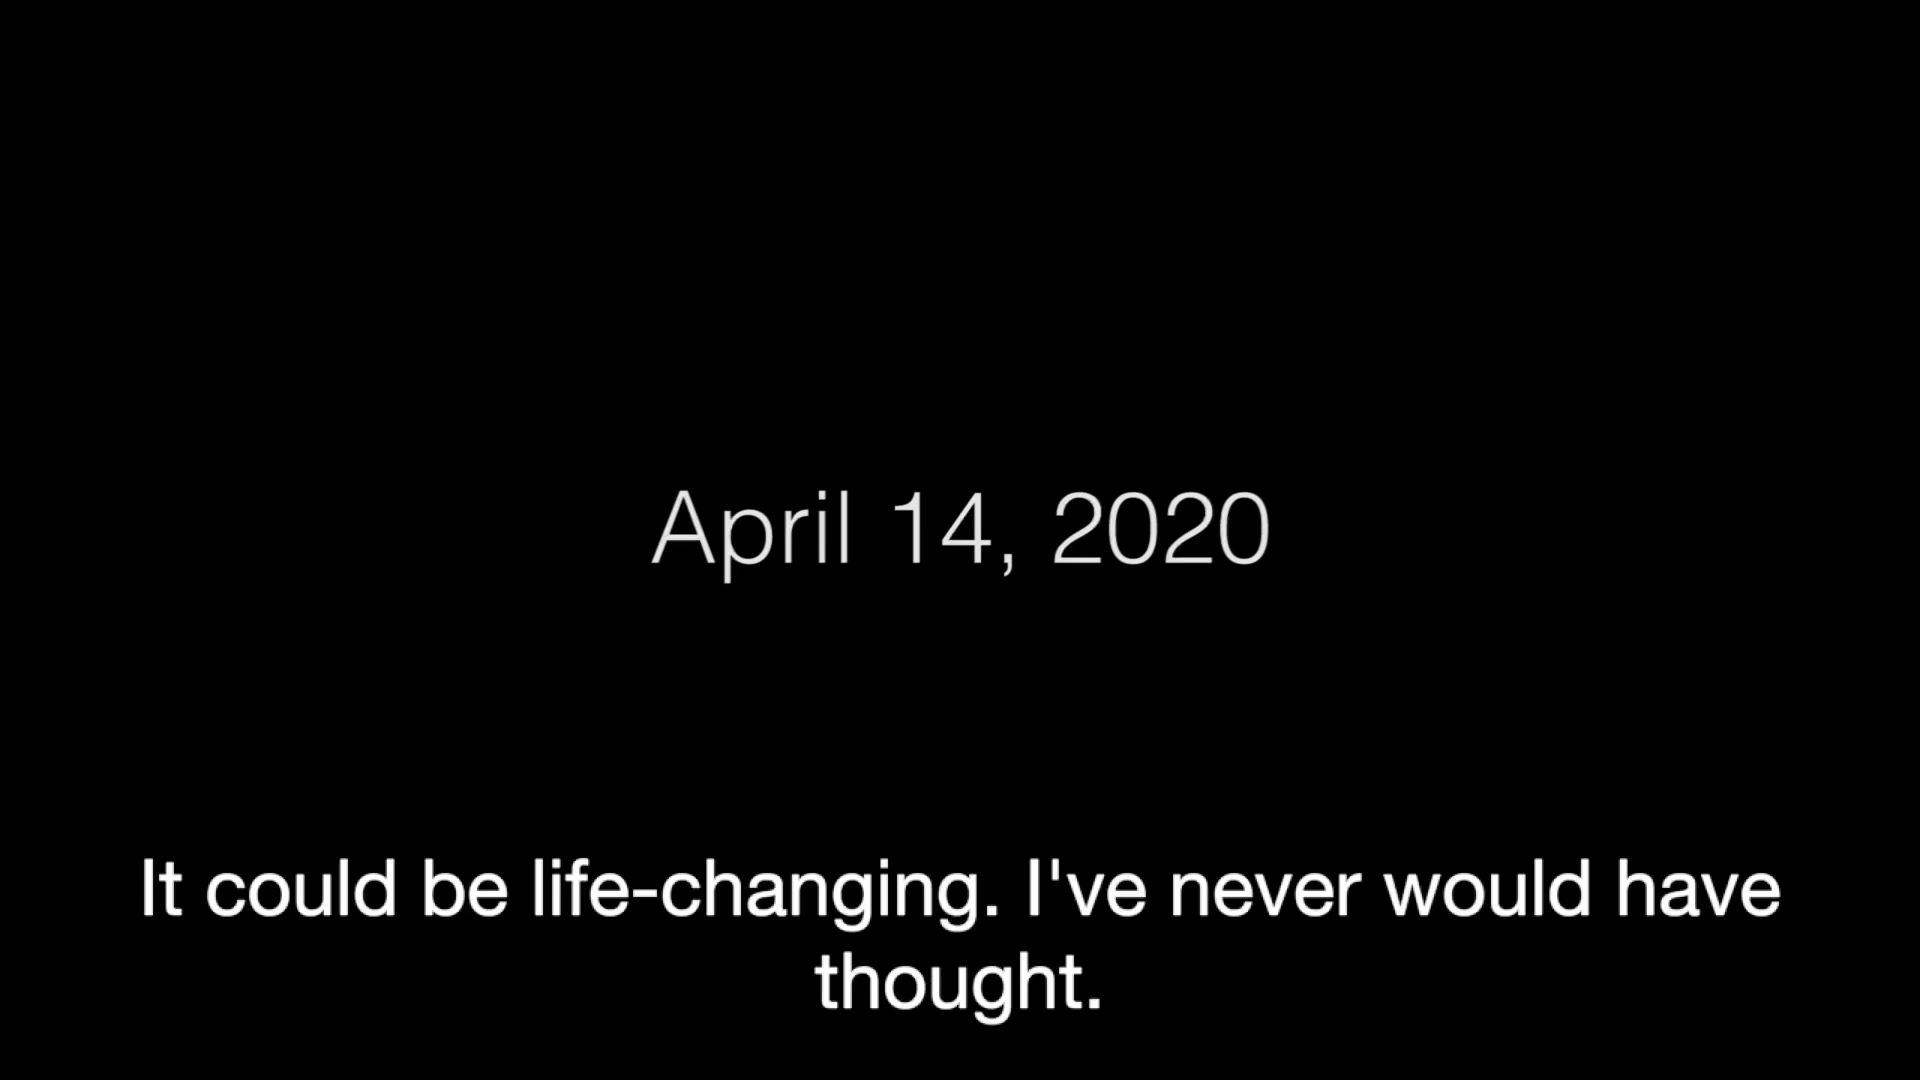 April 14, 2020
It could be life-changing. I've never would have
thought.